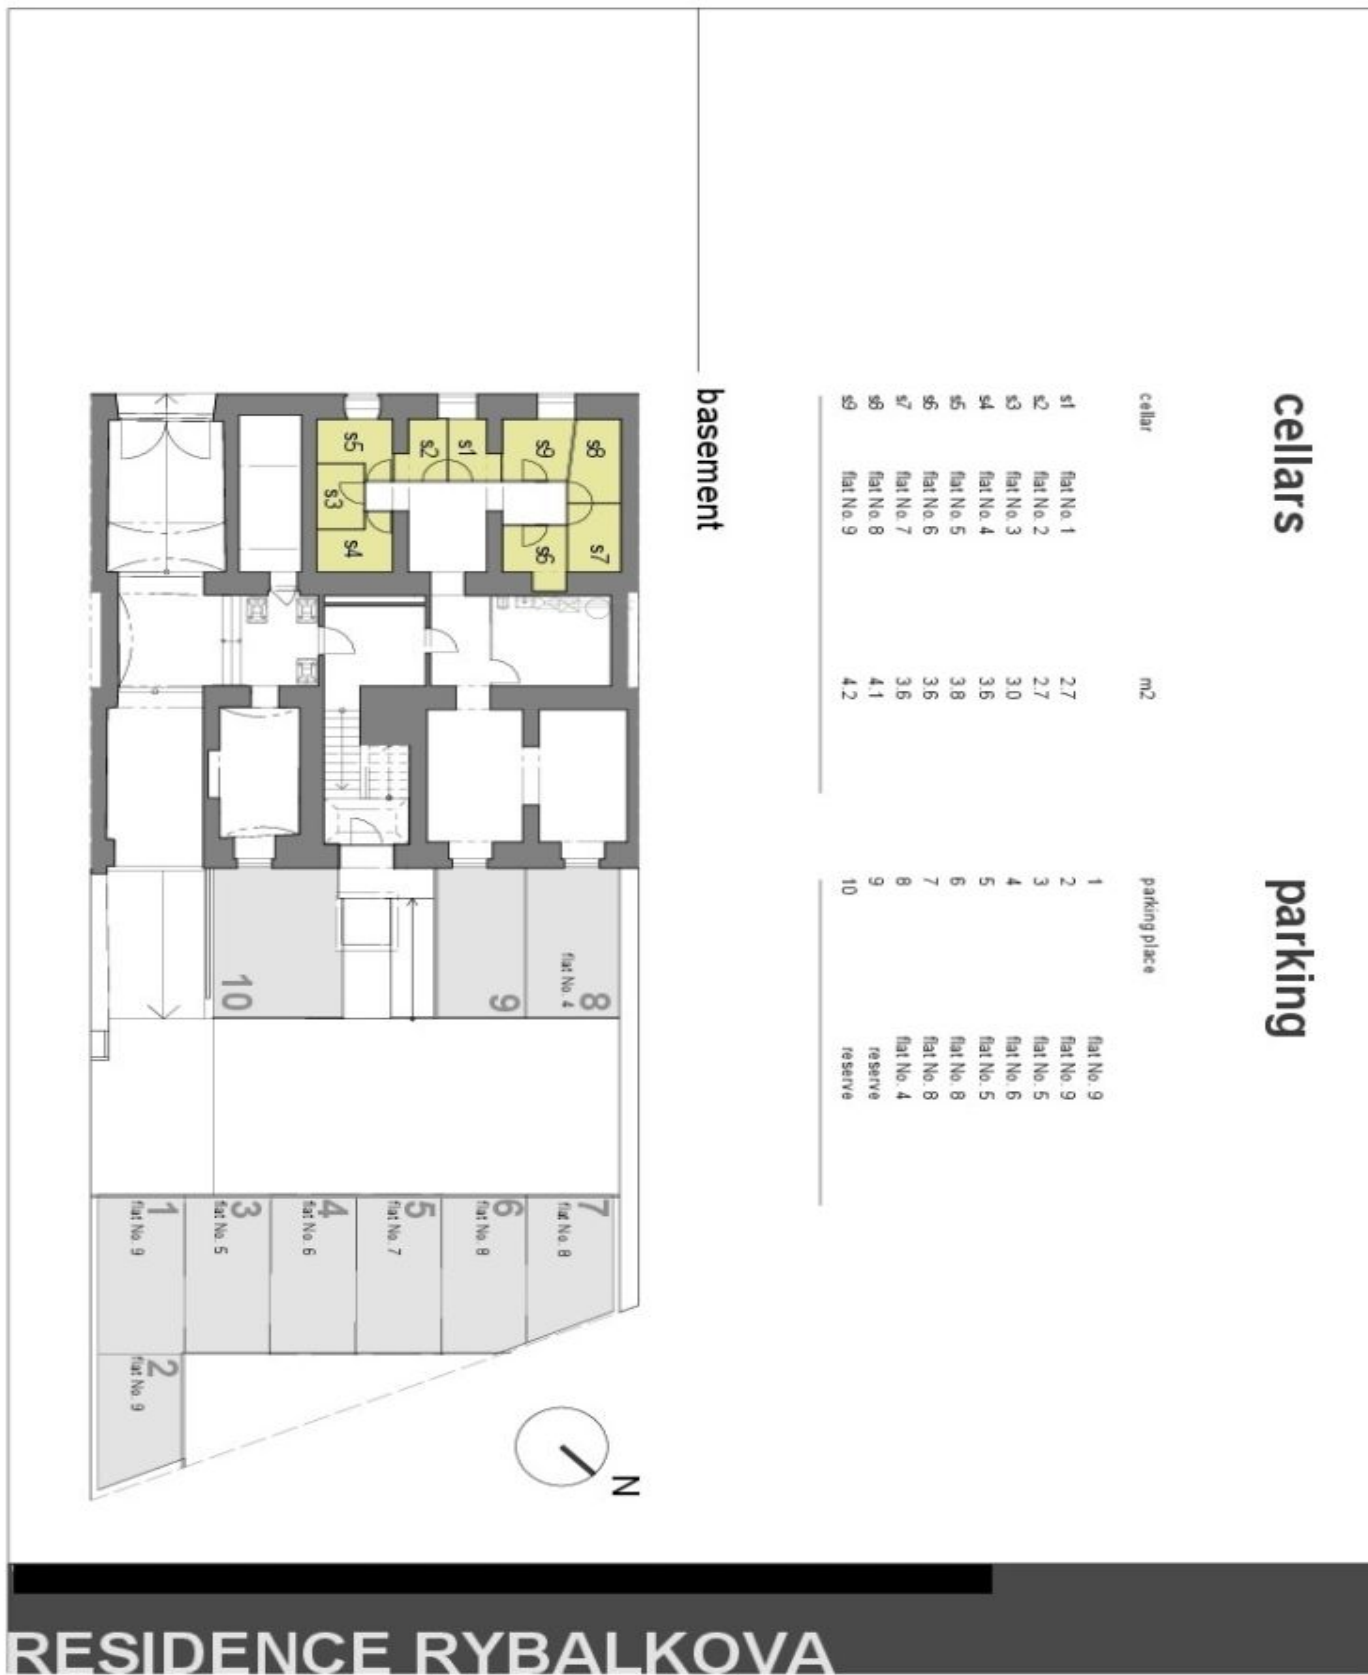 cellars parking
cellar m2 parking place
1 flat No. 9
s1 flat No. 1 2.7 2 flat No. 9
s2 flat No. 2 2.7 3 flat No. 5
s3 flat No. 3 3.0 4 flat No. 6
s4 flat No. 4 3.6 5 flat No. 5
s5 flat No. 5 3.8 6 flat No. 8
s6 flat No. 6 3.6 7 flat No. 8
s7 flat No. 7 3.6 8 flat No. 4
s8 flat No. 8 4.1 9 reserve
s9 flat No. 9 4.2 10 reserve
basement
s8
s7
s9
s6
s1
s2
s5
s3
s4
8
flat No. 4
9
10
7
flat No. 8
6
flat No. 8
5
flat No. 7
4
flat No. 6
3
flat No. 5
1
flat No. 9
2
flat No. 9
N
RESIDENCE RYBALKOVA